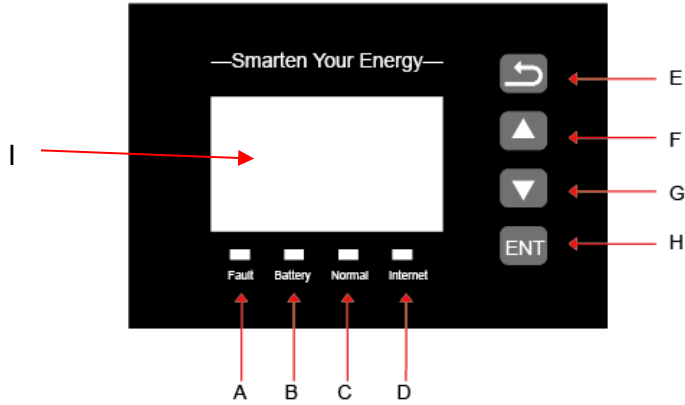 —Smarten Your Energy—
E
F
I
G
ENT
H
Fault Battery Normal Internet
A B C D